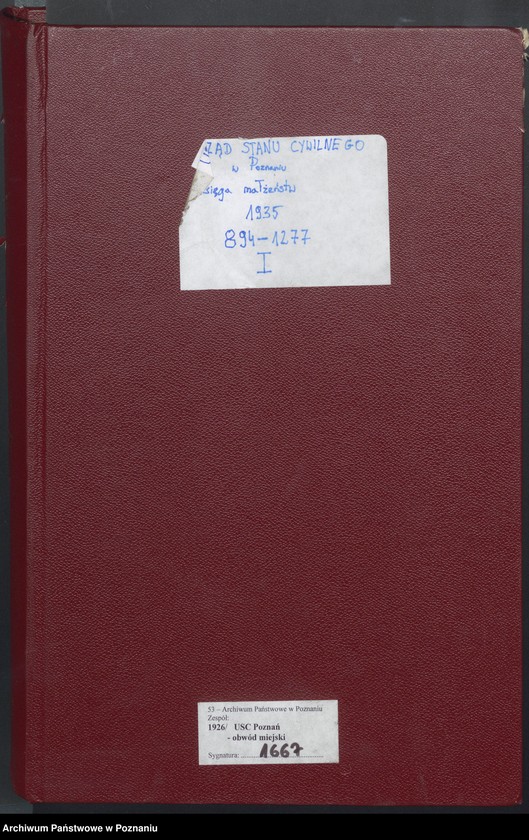 ZĄD STANU CYWILNEGO
w Poznaniu
sięga małżeństw
1935
894-1277
I
53 – Archiwum Państwowe w Poznaniu
Zespół:
1926/ USC Poznań
- obwód miejski
Sygnatura: 1667
Archiwum Państwowe w Poznaniu